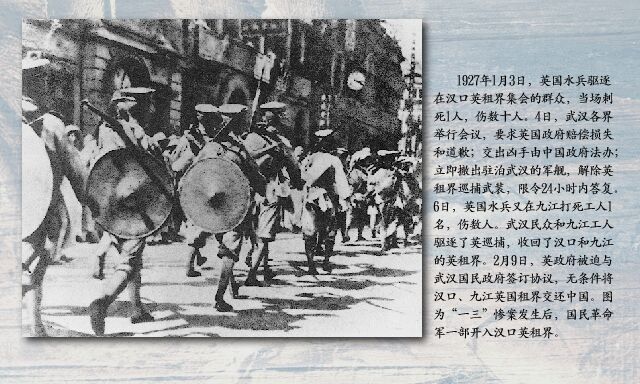 1927年1月3日，英国水兵驱逐
在汉口英租界集会的群众，当场刺
死1人，伤数十人。4日，武汉各界
举行会议，要求英国政府赔偿损失
和道歉；交出凶手由中国政府法办；
立即撤出驻泊武汉的军舰，解除英
租界巡捕武装，限令24小时内答复。
6日，英国水兵又在九江打死工人1
名，伤数人。武汉民众和九江工人
驱逐了英巡捕，收回了汉口和九江
的英租界。2月9日，英政府被迫与
武汉国民政府签订协议，无条件将
汉口、九江英国租界交还中国。图
为“一三”惨案发生后，国民革命
军一部开入汉口英租界。